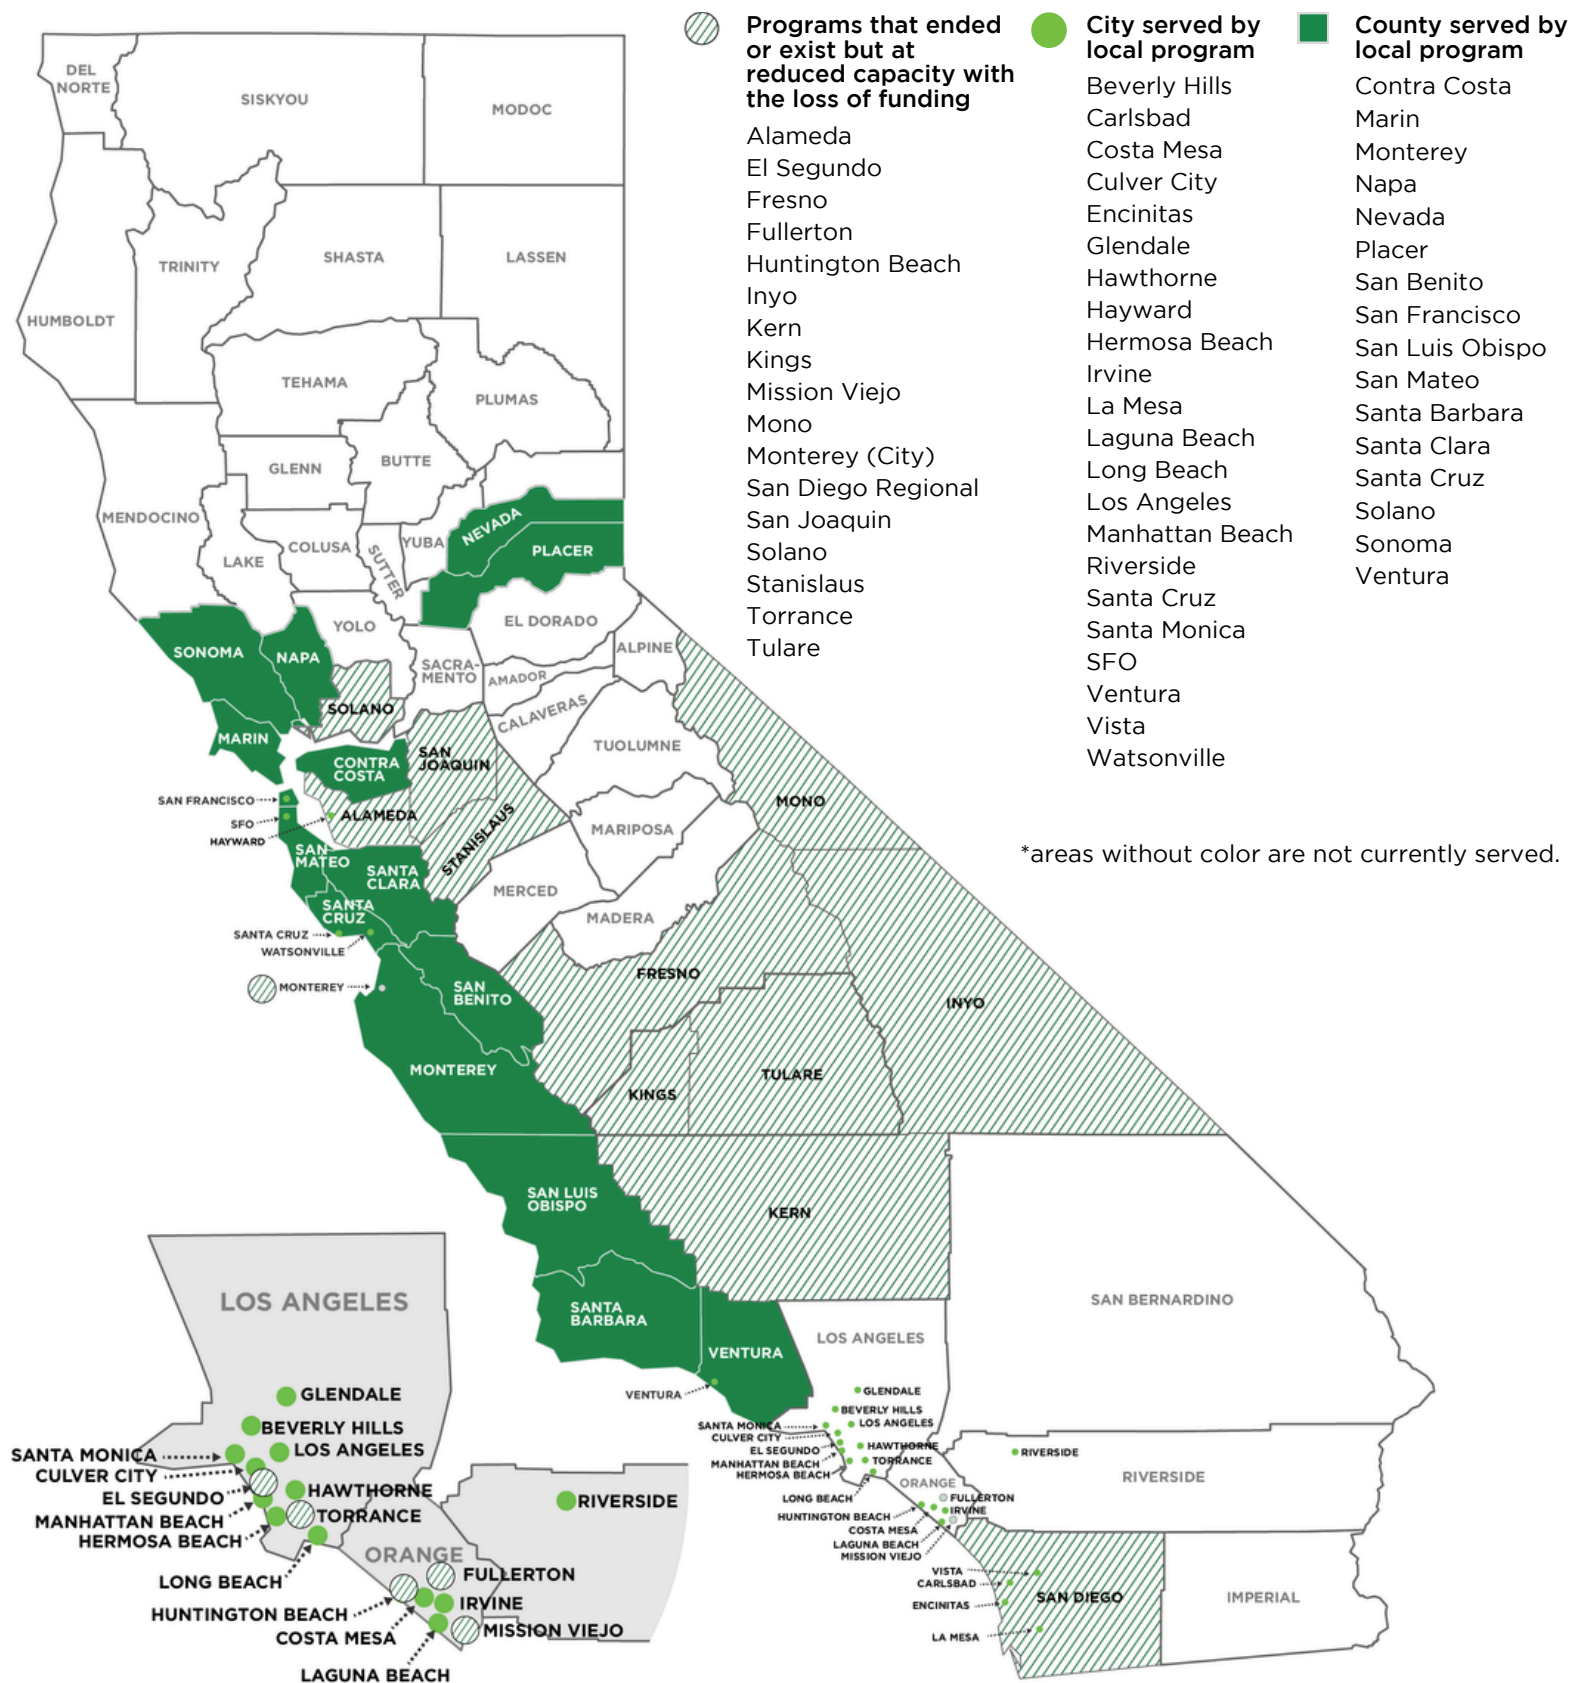 Programs that ended
or exist but at
reduced capacity with
the loss of funding
Alameda
El Segundo
Fresno
Fullerton
Huntington Beach
Inyo
Kern
Kings
Mission Viejo
Mono
Monterey (City)
San Diego Regional
San Joaquin
Solano
Stanislaus
Torrance
Tulare
City served by
local program
Beverly Hills
Carlsbad
Costa Mesa
Culver City
Encinitas
Glendale
Hawthorne
Hayward
Hermosa Beach
Irvine
La Mesa
Laguna Beach
Long Beach
Los Angeles
Manhattan Beach
Riverside
Santa Cruz
Santa Monica
SFO
Ventura
Vista
Watsonville
County served by
local program
Contra Costa
Marin
Monterey
Napa
Nevada
Placer
San Benito
San Francisco
San Luis Obispo
San Mateo
Santa Barbara
Santa Clara
Santa Cruz
Solano
Sonoma
Ventura
*areas without color are not currently served.
DEL
NORTE
SISKYOU
MODOC
TRINITY
SHASTA
LASSEN
HUMBOLDT
TEHAMA
PLUMAS
GLENN
BUTTE
MENDOCINO
LAKE
COLUSA
SUTTER
YUBA
NEVADA
PLACER
YOLO
EL DORADO
SONOMA
NAPA
SACRA-
MENTO
AMADOR
ALPINE
SOLANO
CALAVERAS
MARIN
CONTRA
COSTA
SAN
JOAQUIN
TUOLUMNE
SAN FRANCISCO
SFO
HAYWARD
ALAMEDA
STANISLAUS
MONO
MARIPOSA
SAN
MATEO
SANTA
CLARA
MERCED
SANTA
CRUZ
MADERA
SANTA CRUZ
WATSONVILLE
FRESNO
MONTEREY
SAN
BENITO
INYO
MONTEREY
KINGS
TULARE
SAN LUIS
OBISPO
KERN
SANTA
BARBARA
VENTURA
VENTURA
LOS ANGELES
SAN BERNARDINO
GLENDALE
BEVERLY HILLS
SANTA MONICA
LOS ANGELES
CULVER CITY
EL SEGUNDO
HAWTHORNE
MANHATTAN BEACH
TORRANCE
HERMOSA BEACH
LONG BEACH
RIVERSIDE
RIVERSIDE
ORANGE
FULLERTON
HUNTINGTON BEACH
IRVINE
COSTA MESA
LAGUNA BEACH
MISSION VIEJO
VISTA
CARLSBAD
SAN DIEGO
ENCINITAS
LA MESA
IMPERIAL
LOS ANGELES
GLENDALE
BEVERLY HILLS
SANTA MONICA
LOS ANGELES
CULVER CITY
EL SEGUNDO
HAWTHORNE
MANHATTAN BEACH
TORRANCE
HERMOSA BEACH
RIVERSIDE
LONG BEACH
ORANGE
FULLERTON
HUNTINGTON BEACH
IRVINE
COSTA MESA
MISSION VIEJO
LAGUNA BEACH